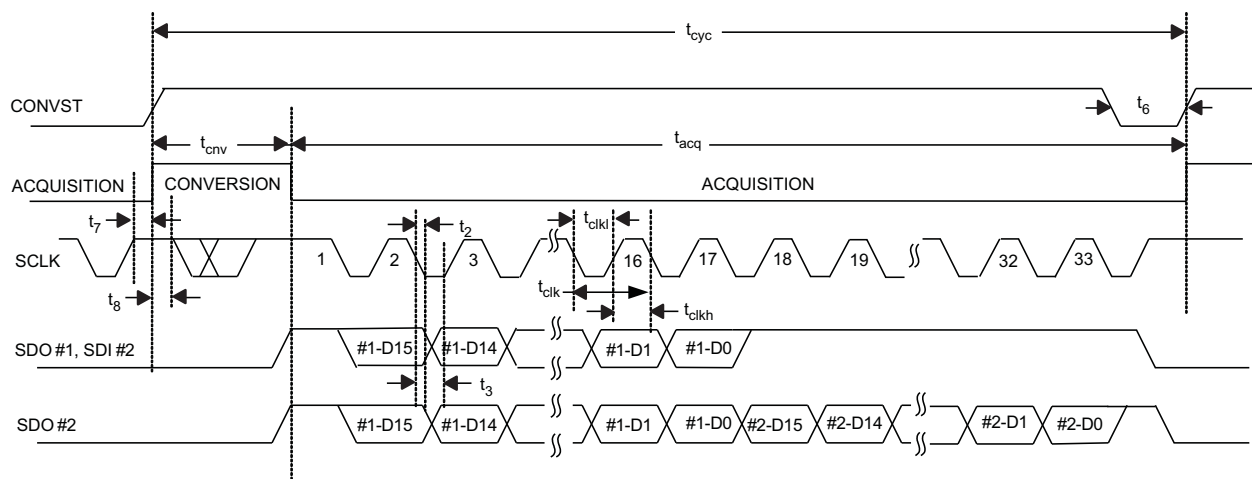 tcyc
CONVST
t6
tcnv
tacq
ACQUISITION
CONVERSION
ACQUISITION
t7
t2
tclkl
SCLK
1
2
3
16
17
18
19
32
33
t8
tclk
tclkh
SDO #1, SDI #2
#1-D15
#1-D14
#1-D1
#1-D0
t3
SDO #2
#1-D15
#1-D14
#1-D1
#1-D0
#2-D15
#2-D14
#2-D1
#2-D0